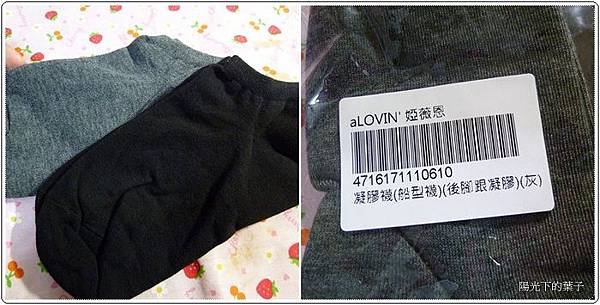 aLOVIN' 婭薇恩
4716171110610
凝膠襪(船型襪)(後腳跟凝膠)(灰)
陽光下的葉子